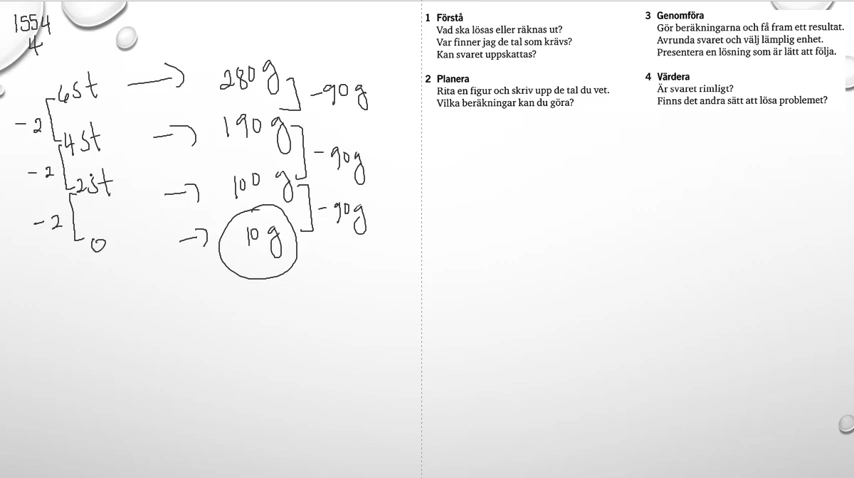 1554
4
6st → 280g
-90g
-2
4st → 190g
-90g
-2
2st → 100g
-90g
-2
0 → 10g
1 Förstå
Vad ska lösas eller räknas ut?
Var finner jag de tal som krävs?
Kan svaret uppskattas?
2 Planera
Rita en figur och skriv upp de tal du vet.
Vilka beräkningar kan du göra?
3 Genomföra
Gör beräkningarna och få fram ett resultat.
Avrunda svaret och välj lämplig enhet.
Presentera en lösning som är lätt att följa.
4 Värdera
Är svaret rimligt?
Finns det andra sätt att lösa problemet?